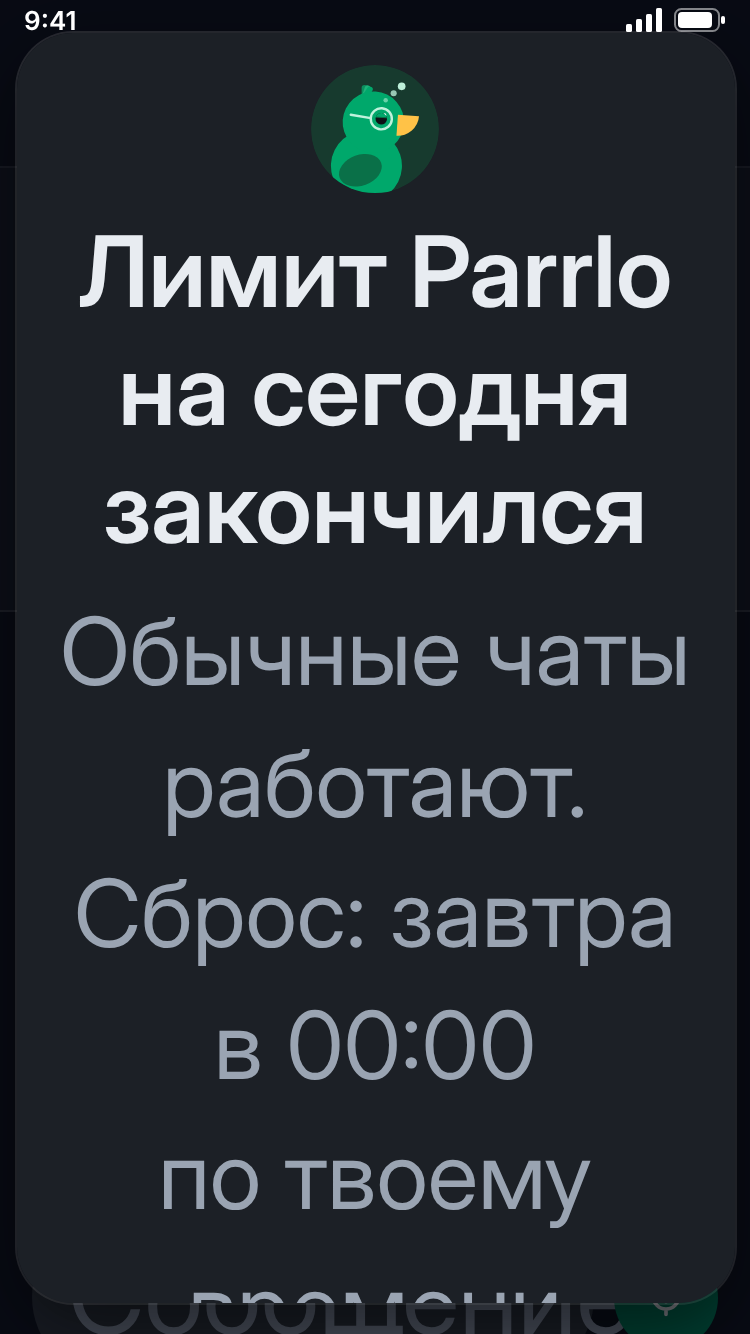 9:41
Лимит Parrlo
на сегодня
закончился
Обычные чаты
работают.
Сброс: завтра
в 00:00
по твоему